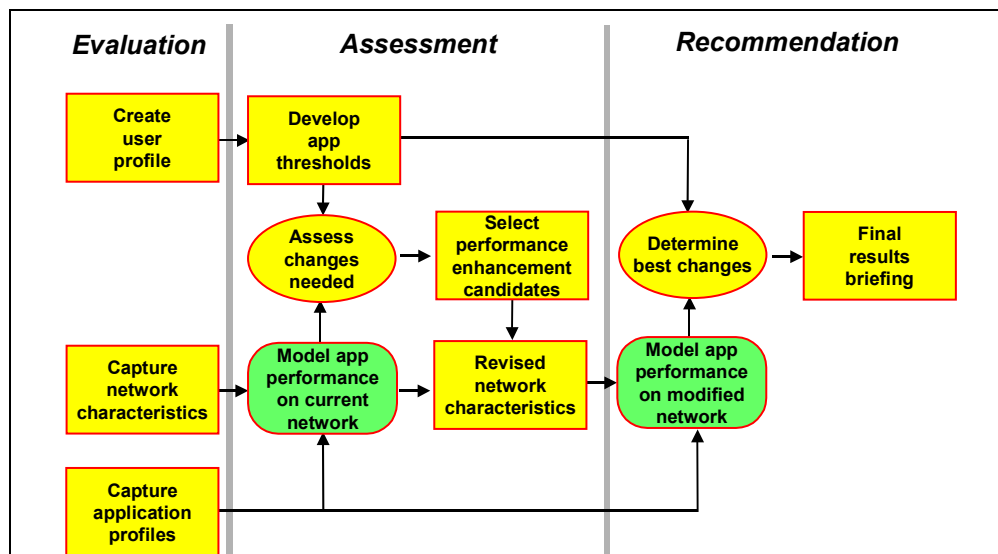 Evaluation
Assessment
Recommendation
Create
user
profile
Develop
app
thresholds
Assess
changes
needed
Select
performance
enhancement
candidates
Determine
best changes
Final
results
briefing
Capture
network
characteristics
Model app
performance
on current
network
Revised
network
characteristics
Model app
performance
on modified
network
Capture
application
profiles